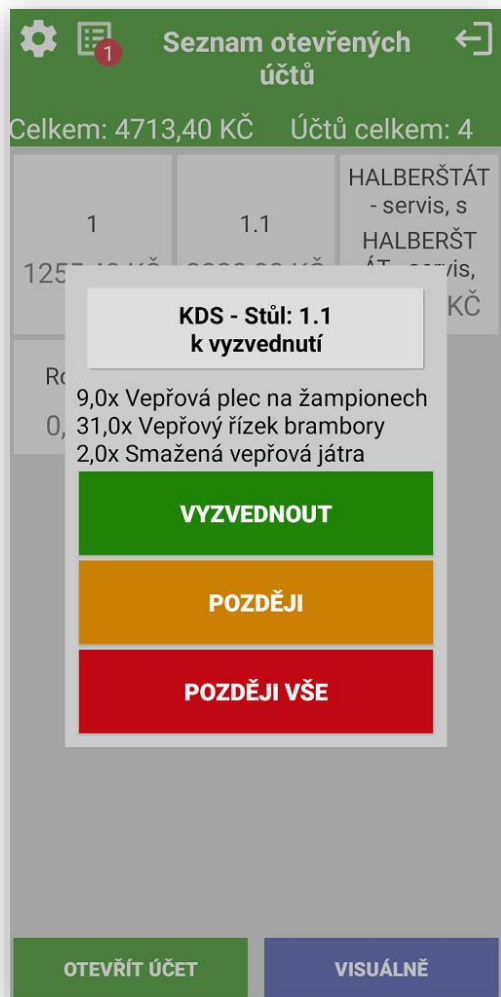 1
Seznam otevřených
účtů
Celkem: 4713,40 KČ Účtů celkem: 4
1
1.1
HALBERŠTÁT
- servis, s
HALBERŠT
KČ
KDS - Stůl: 1.1
k vyzvednutí
9,0x Vepřová plec na žampionech
31,0x Vepřový řízek brambory
2,0x Smažená vepřová játra
VYZVEDNOUT
POZDĚJI
POZDĚJI VŠE
OTEVŘÍT ÚČET
VISUÁLNĚ